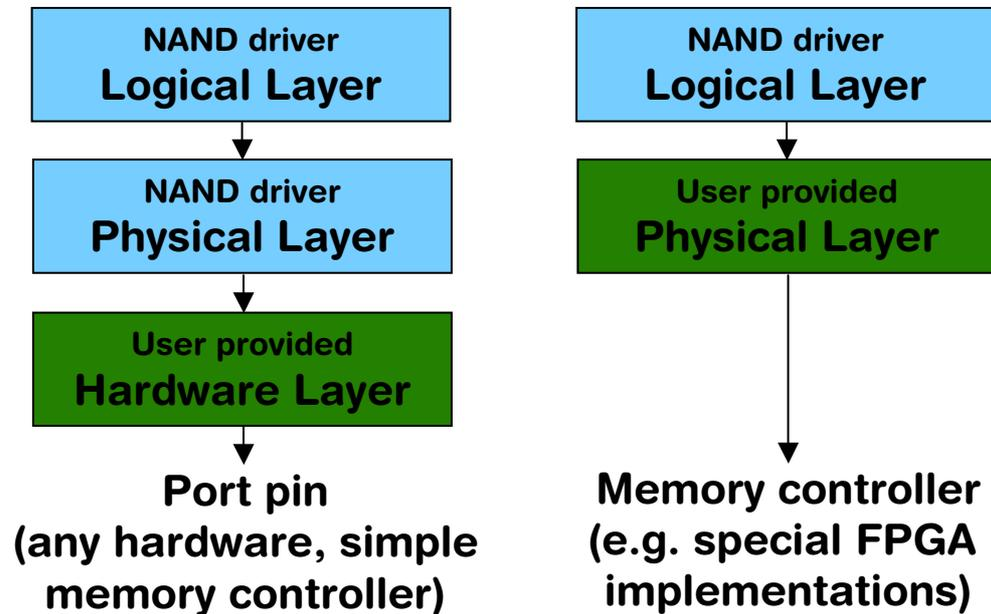 NAND driver
Logical Layer
NAND driver
Physical Layer
User provided
Hardware Layer
Port pin
(any hardware, simple
memory controller)
NAND driver
Logical Layer
User provided
Physical Layer
Memory controller
(e.g. special FPGA
implementations)